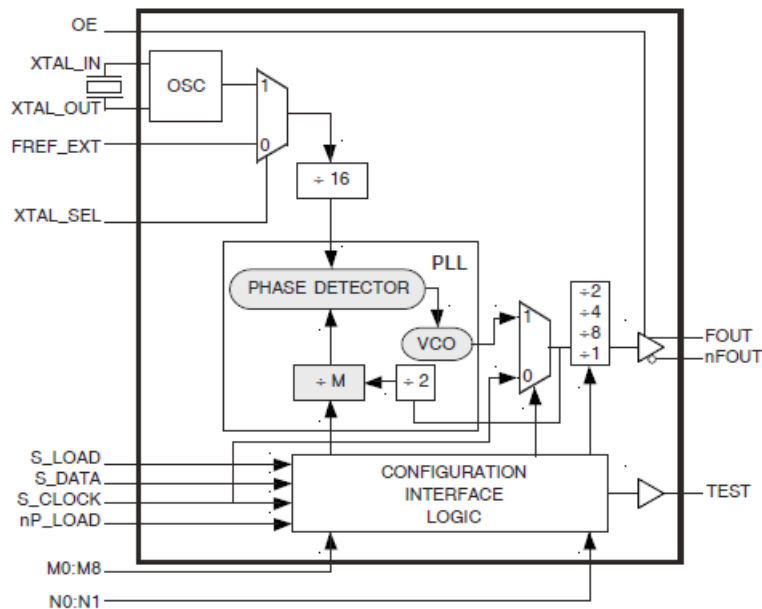 OE
XTAL_IN
OSC
XTAL_OUT
1
0
FREF_EXT
÷ 16
XTAL_SEL
PLL
PHASE DETECTOR
VCO
1
0
÷2
÷4
÷8
÷1
FOUT
nFOUT
÷ M
÷ 2
S_LOAD
S_DATA
S_CLOCK
nP_LOAD
CONFIGURATION
INTERFACE
LOGIC
TEST
M0:M8
N0:N1